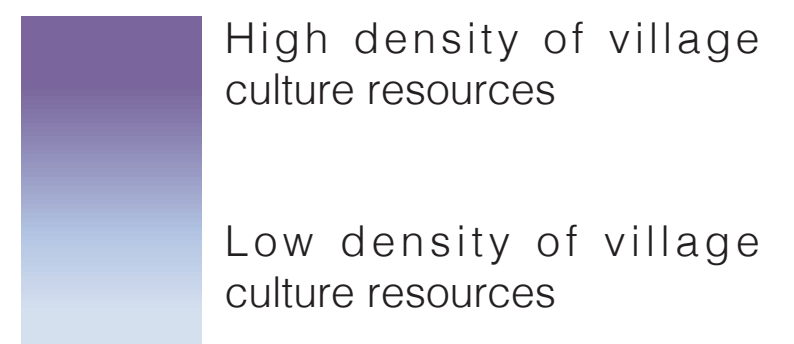 High density of village
culture resources
Low density of village
culture resources